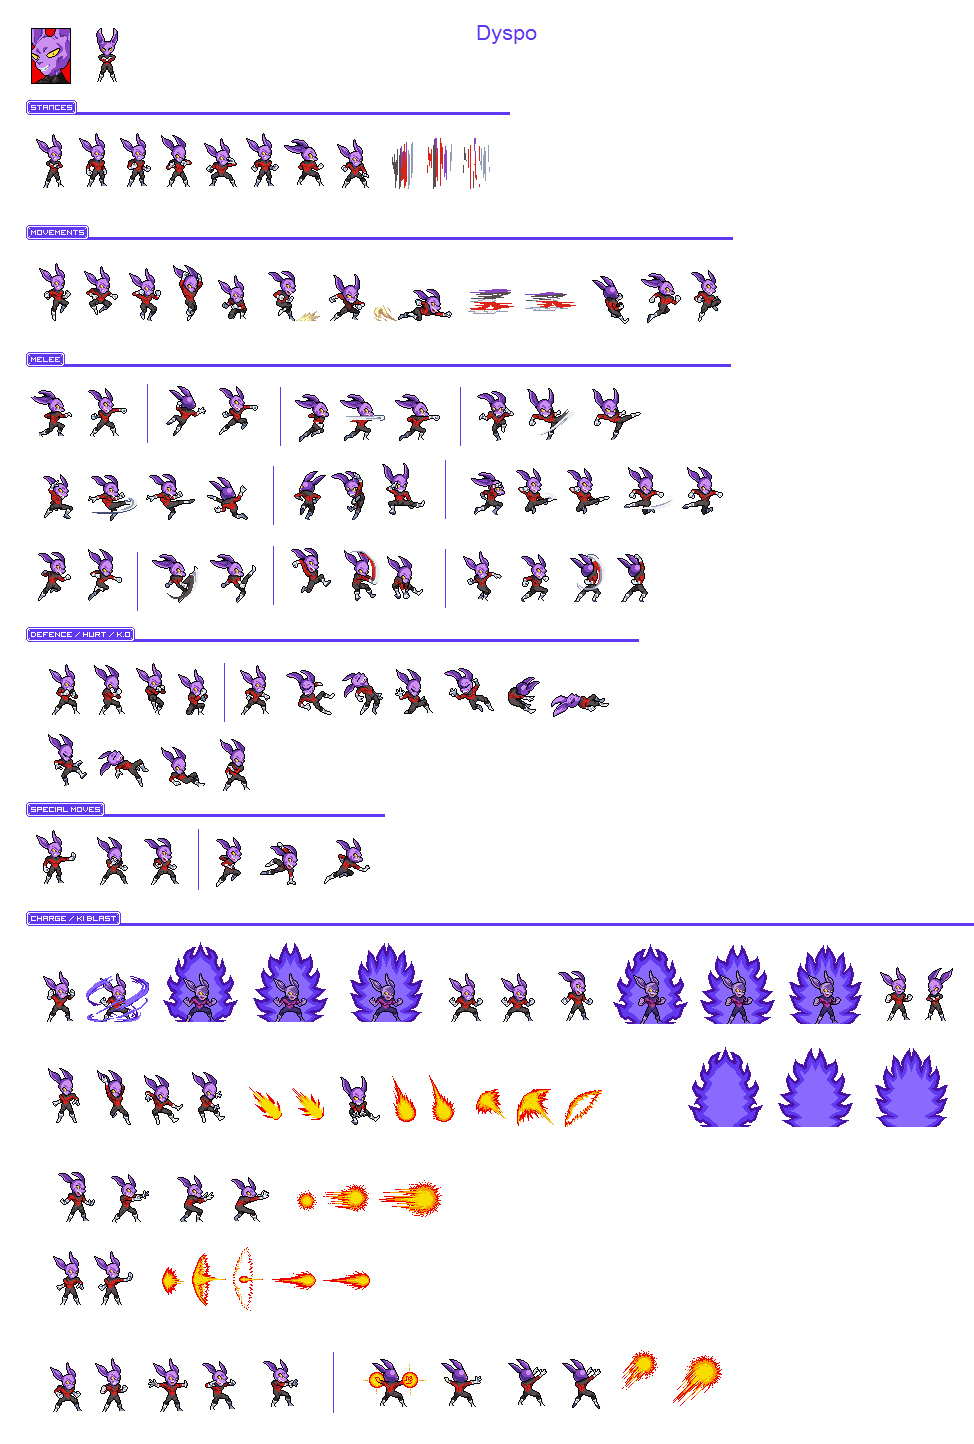 Dyspo
STANCES
MOVEMENTS
MELEE
DEFENCE / HURT / K.O
SPECIAL MOVES
CHARGE / KI BLAST